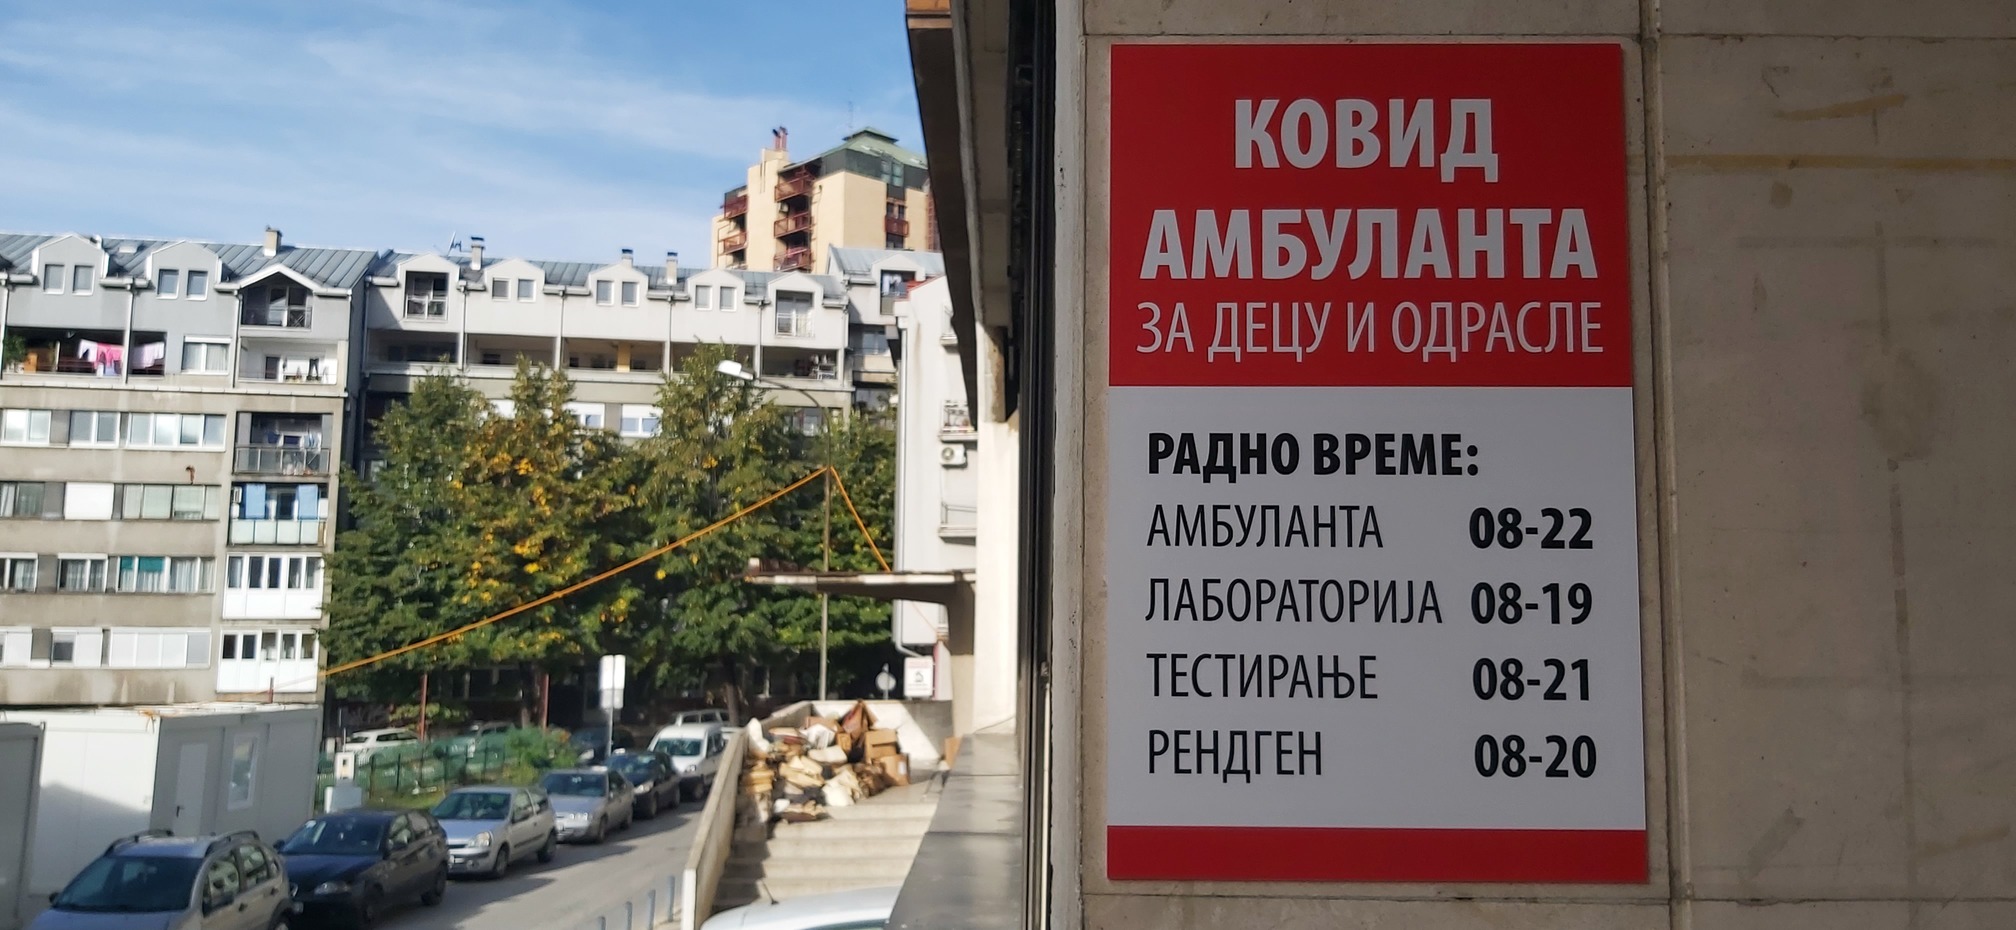 КОВИД
АМБУЛАНТА
ЗА ДЕЦУ И ОДРАСЛЕ
РАДНО ВРЕМЕ:
АМБУЛАНТА 08-22
ЛАБОРАТОРИЈА 08-19
ТЕСТИРАЊЕ 08-21
РЕНДГЕН 08-20